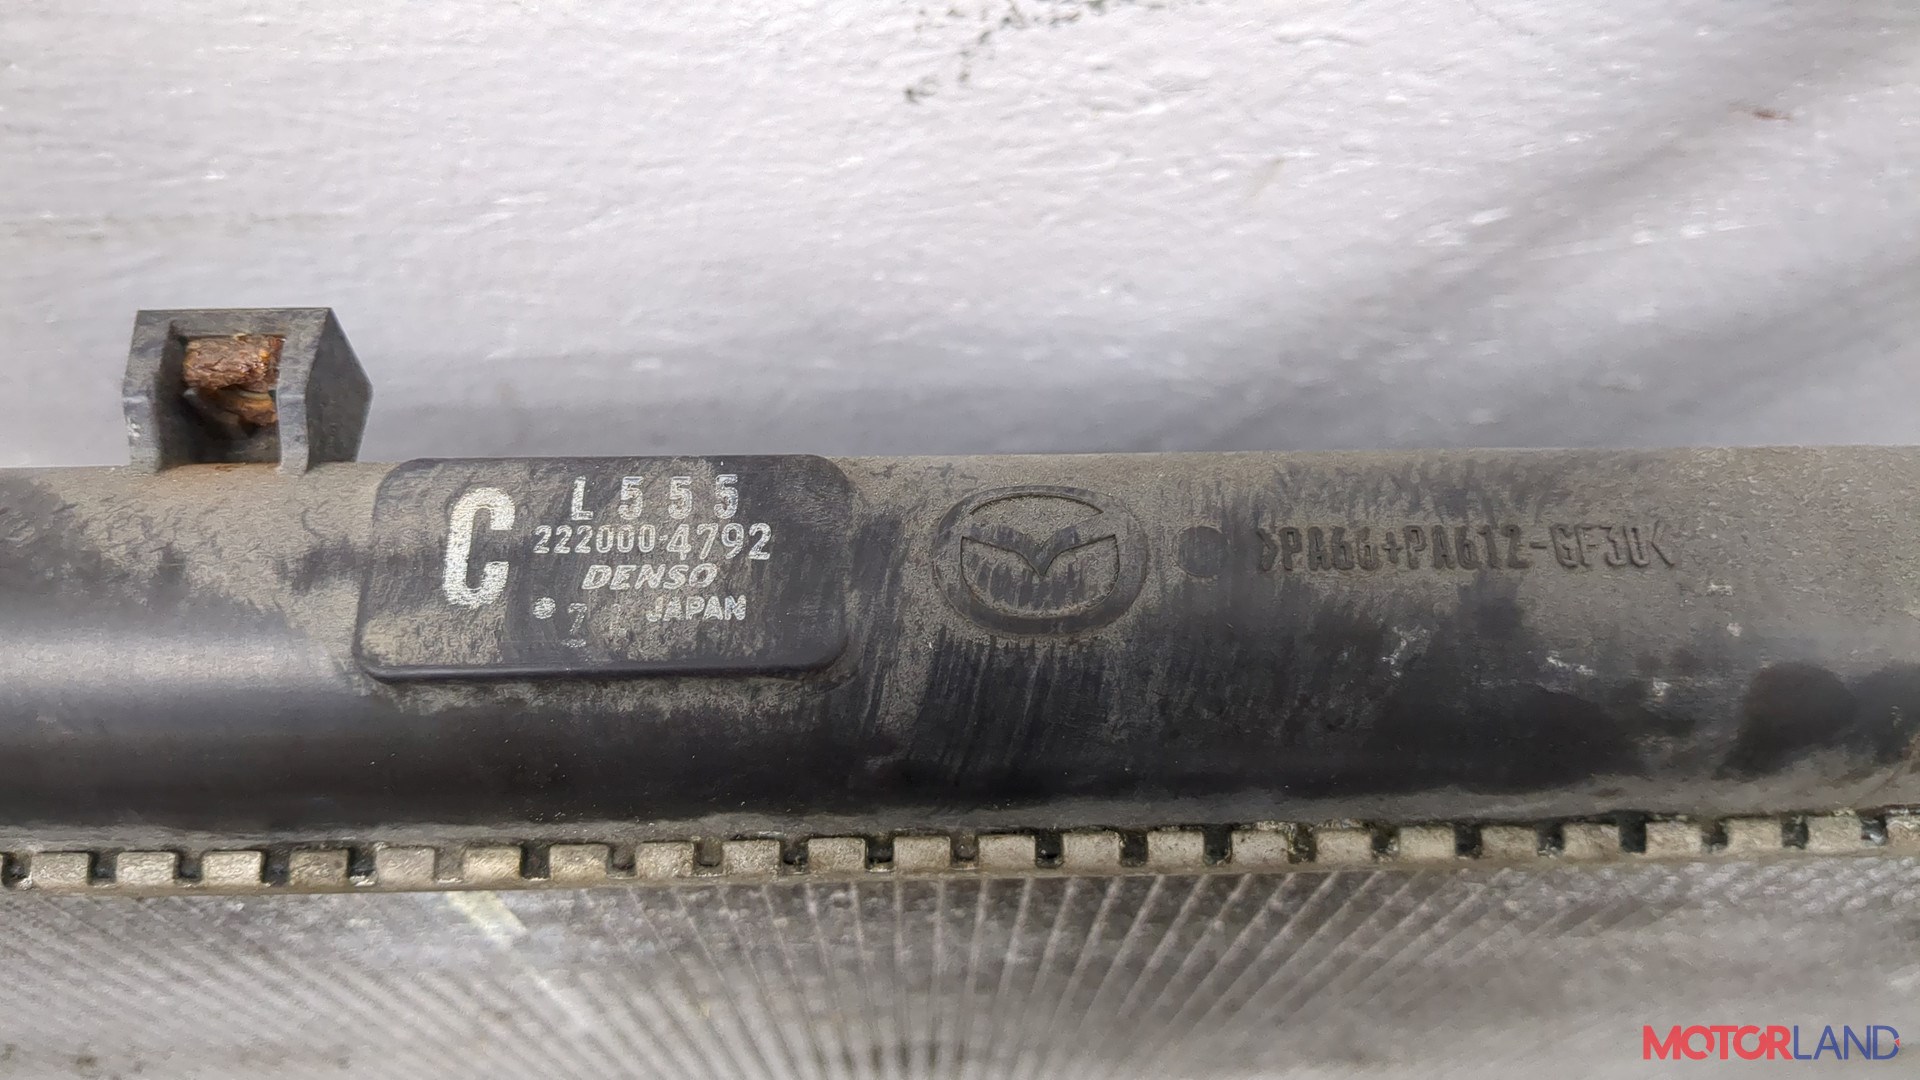 C
L555
222000-4792
DENSO
JAPAN
>PA66+PA612-GF30<
MOTORLAND